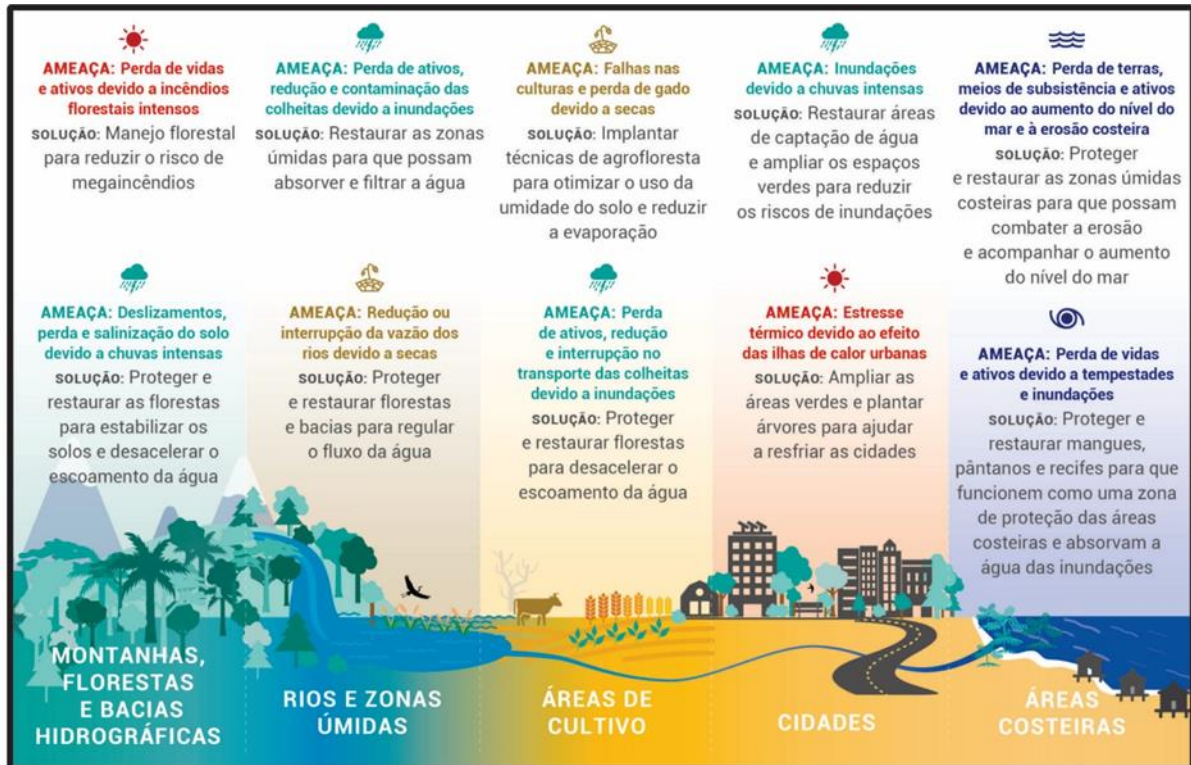 AMEAÇA: Perda de vidas
e ativos devido a incêndios
florestais intensos
SOLUÇÃO: Manejo florestal
para reduzir o risco de
megaincêndios
AMEAÇA: Deslizamentos,
perda e salinização do solo
devido a chuvas intensas
SOLUÇÃO: Proteger e
restaurar as florestas
para estabilizar os
solos e desacelerar o
escoamento da água
MONTANHAS,
FLORESTAS
E BACIAS
HIDROGRÁFICAS
AMEAÇA: Perda de ativos,
redução e contaminação das
colheitas devido a inundações
SOLUÇÃO: Restaurar as zonas
úmidas para que possam
absorver e filtrar a água
AMEAÇA: Redução ou
interrupção da vazão dos
rios devido a secas
SOLUÇÃO: Proteger
e restaurar florestas
e bacias para regular
o fluxo da água
RIOS E ZONAS
ÚMIDAS
AMEAÇA: Falhas nas
culturas e perda de gado
devido a secas
SOLUÇÃO: Implantar
técnicas de agrofloresta
para otimizar o uso da
umidade do solo e reduzir
a evaporação
AMEAÇA: Perda
de ativos, redução
e interrupção no
transporte das colheitas
devido a inundações
SOLUÇÃO: Proteger
e restaurar florestas
para desacelerar o
escoamento da água
ÁREAS DE
CULTIVO
AMEAÇA: Inundações
devido a chuvas intensas
SOLUÇÃO: Restaurar áreas
de captação de água
e ampliar os espaços
verdes para reduzir
os riscos de inundações
AMEAÇA: Estresse
térmico devido ao efeito
das ilhas de calor urbanas
SOLUÇÃO: Ampliar as
áreas verdes e plantar
árvores para ajudar
a resfriar as cidades
CIDADES
AMEAÇA: Perda de terras,
meios de subsistência e ativos
devido ao aumento do nível do
mar e à erosão costeira
SOLUÇÃO: Proteger
e restaurar as zonas úmidas
costeiras para que possam
combater a erosão
e acompanhar o aumento
do nível do mar
AMEAÇA: Perda de vidas
e ativos devido a tempestades
e inundações
SOLUÇÃO: Proteger e
restaurar mangues,
pântanos e recifes para que
funcionem como uma zona
de proteção das áreas
costeiras e absorvam a
água das inundações
ÁREAS
COSTEIRAS